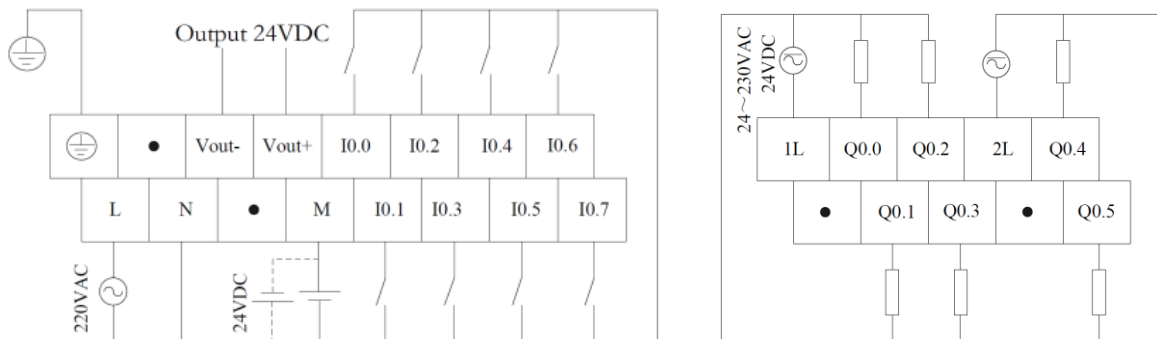 Output 24VDC
Vout- Vout+ I0.0 I0.2 I0.4 I0.6
L N M I0.1 I0.3 I0.5 I0.7
220VAC
24VDC
24～230VAC
24VDC
1L Q0.0 Q0.2 2L Q0.4
Q0.1 Q0.3 Q0.5